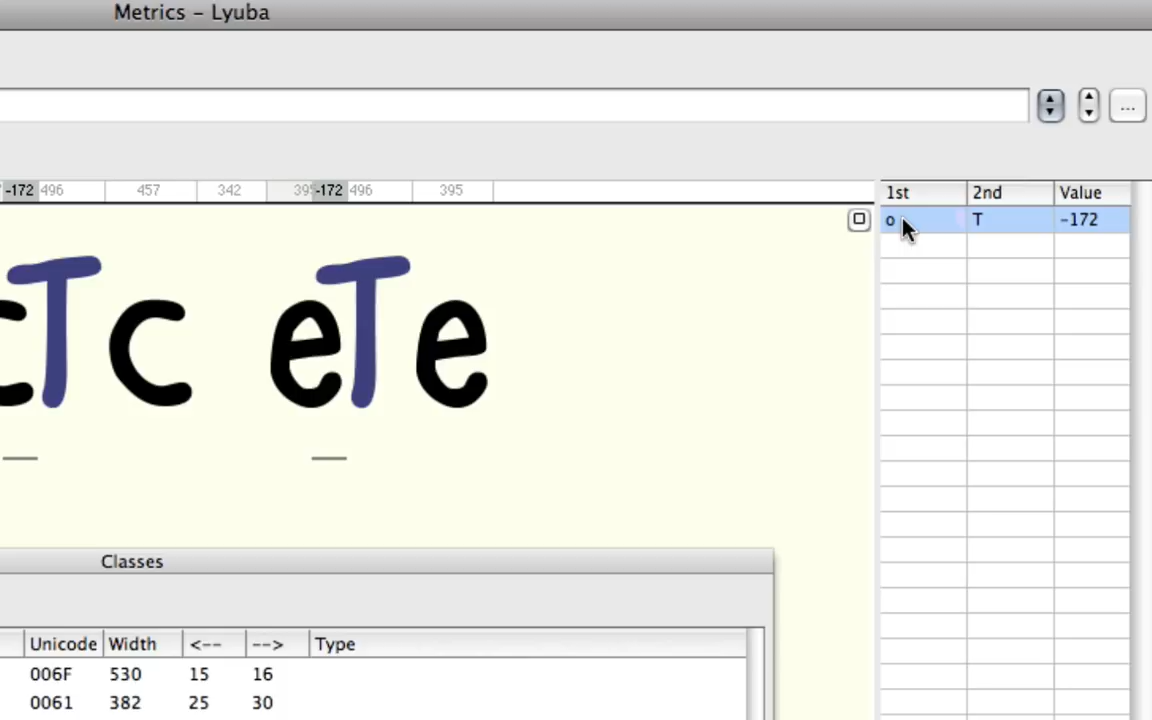 Metrics – Lyuba
...
-172 496 457 342 -172 496 395
1st 2nd Value
o T -172
Tc eTe
Classes
Unicode Width <-- --> Type
006F 530 15 16
0061 382 25 30